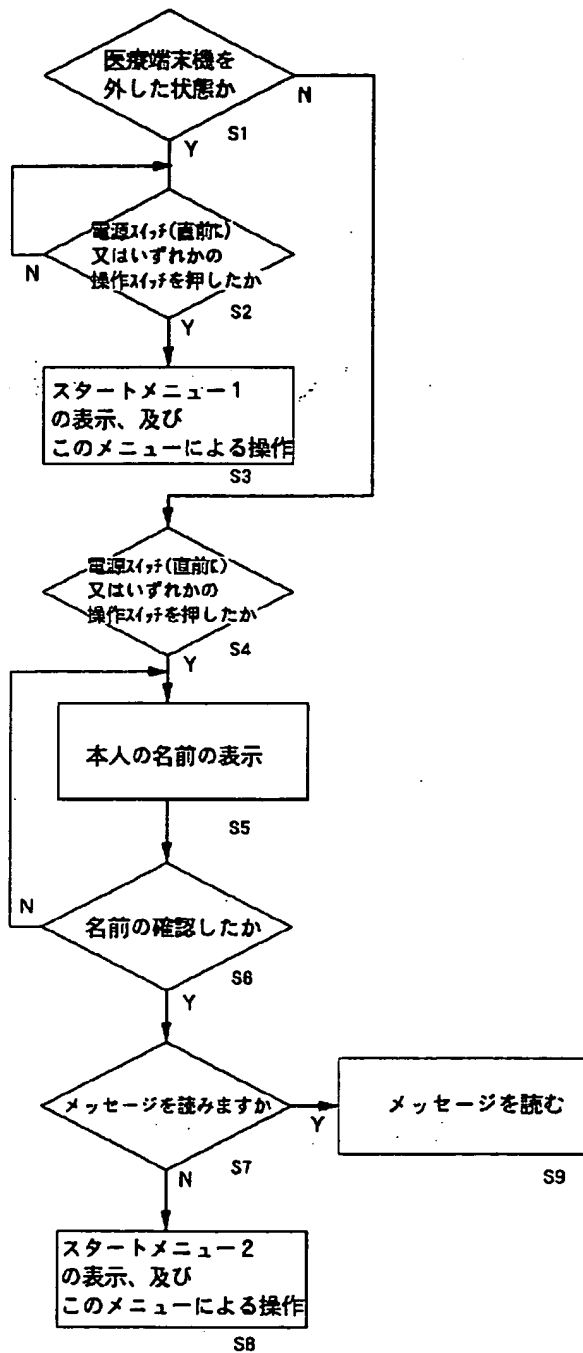 医療端末機を
外した状態か
N
S1
Y
電源スイッチ(直前に)
又はいずれかの
操作スイッチを押したか
N
S2
Y
スタートメニュー1
の表示、及び
このメニューによる操作
S3
電源スイッチ(直前に)
又はいずれかの
操作スイッチを押したか
S4
Y
本人の名前の表示
S5
N
名前の確認したか
S6
Y
メッセージを読みますか
Y
メッセージを読む
S7
S9
N
スタートメニュー2
の表示、及び
このメニューによる操作
S8